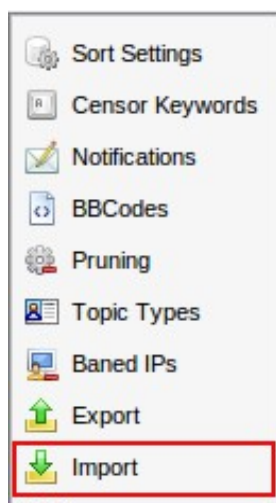 Sort Settings
Censor Keywords
Notifications
BBCodes
Pruning
Topic Types
Baned IPs
Export
Import